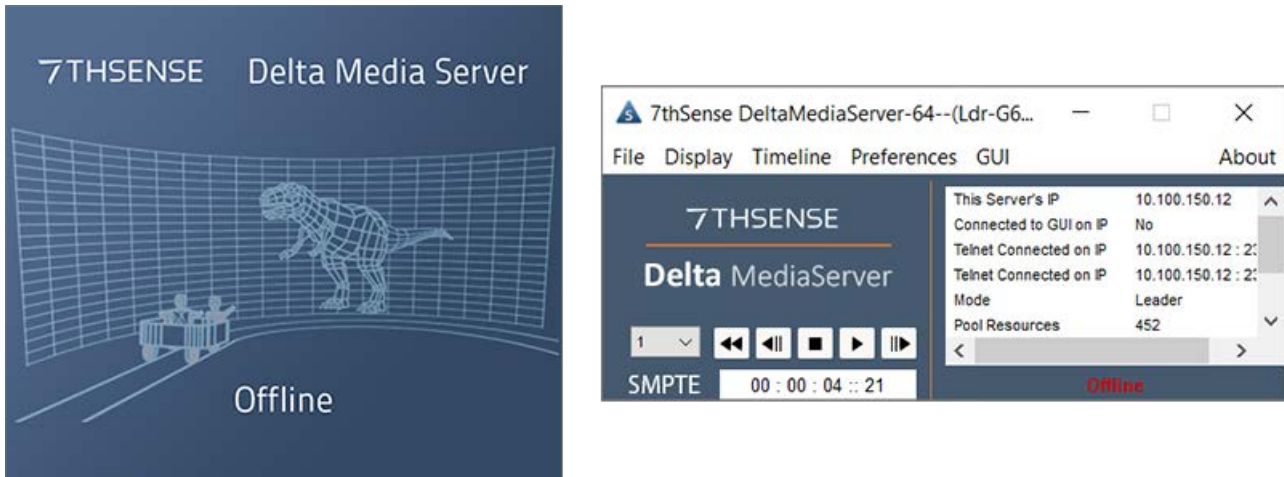 7THSENSE Delta Media Server
Offline
7thSense DeltaMediaServer-64--(Ldr-G6...
File Display Timeline Preferences GUI About
7THSENSE
Delta MediaServer
1
SMPTE 00 : 00 : 04 :: 21
This Server's IP 10.100.150.12
Connected to GUI on IP No
Telnet Connected on IP 10.100.150.12 : 23
Telnet Connected on IP 10.100.150.12 : 23
Mode Leader
Pool Resources 452
Offline